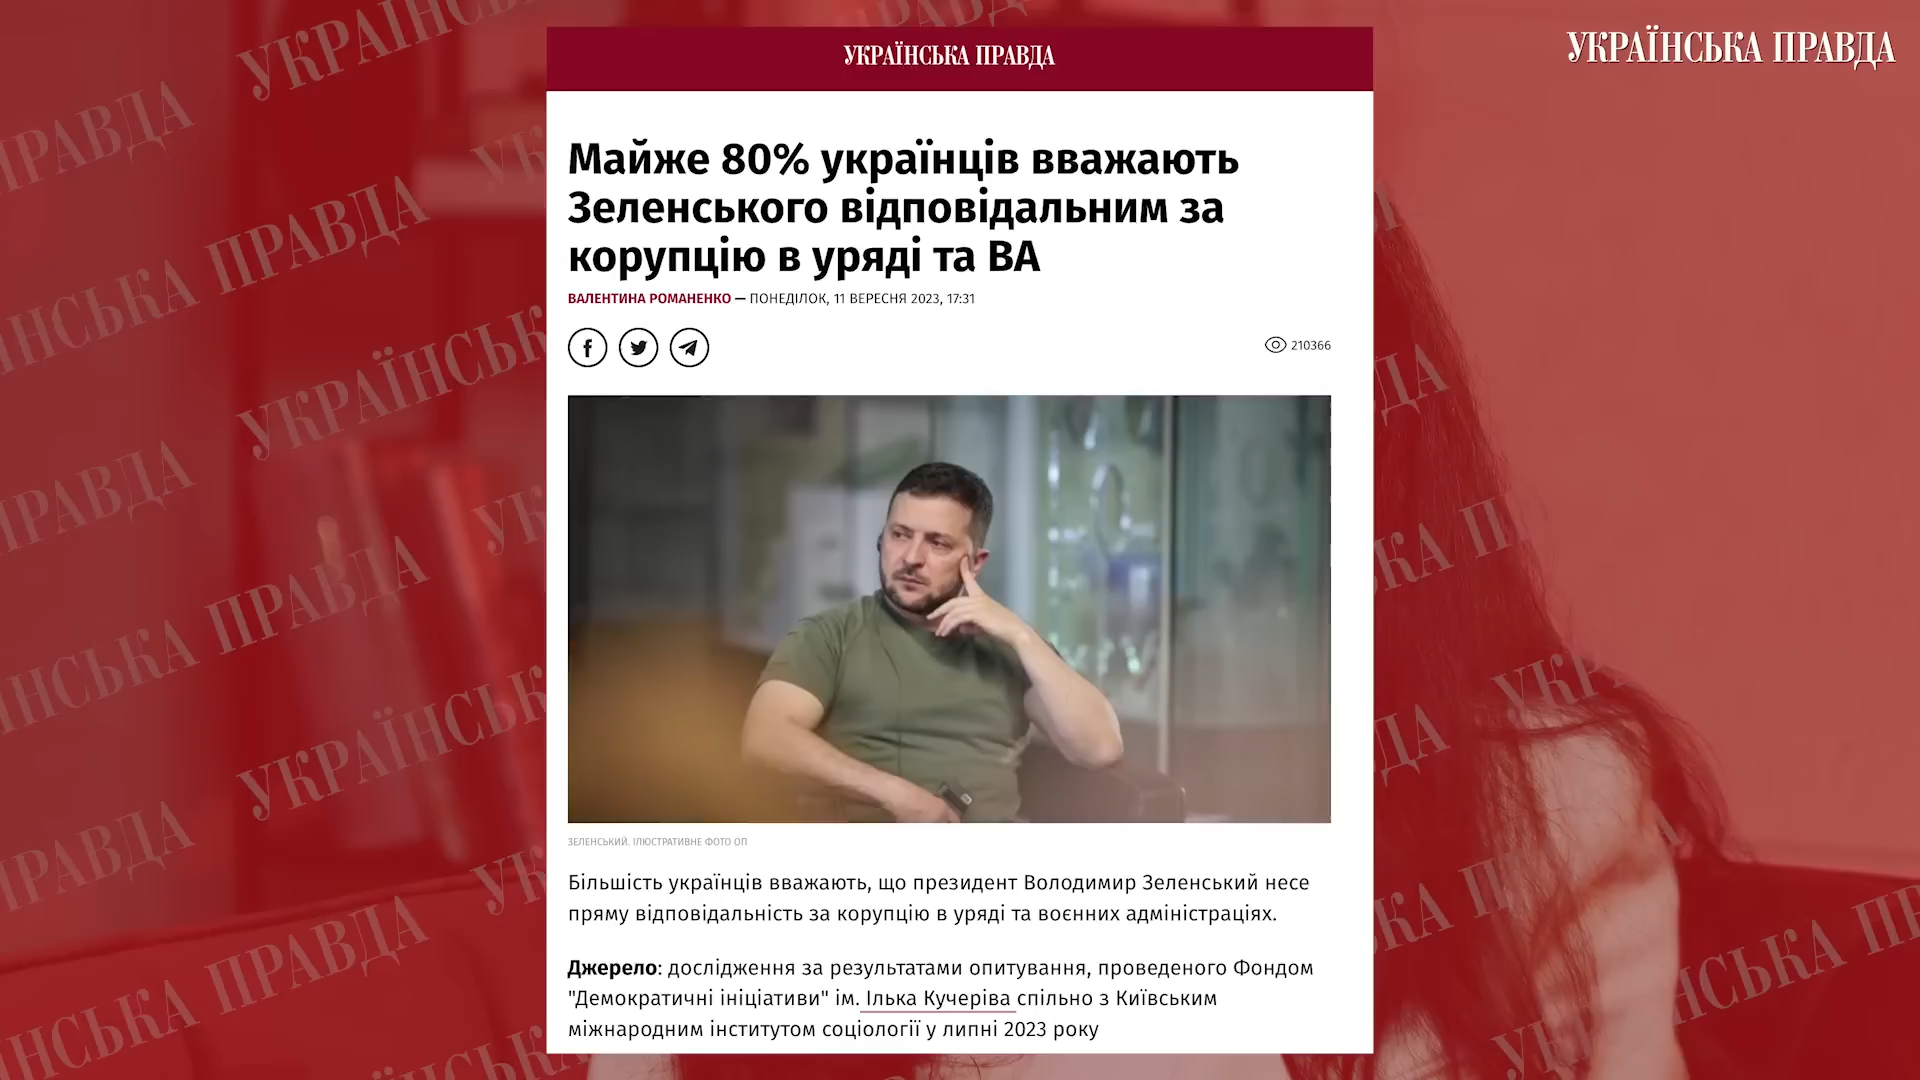 УКРАЇНСЬКА ПРАВДА
УКРАЇНСЬКА ПРАВДА
Майже 80% українців вважають
Зеленського відповідальним за
корупцію в уряді та ВА
ВАЛЕНТИНА РОМАНЕНКО — ПОНЕДІЛОК, 11 ВЕРЕСНЯ 2023, 17:31
210366
ЗЕЛЕНСЬКИЙ. ІЛЮСТРАТИВНЕ ФОТО ОП
Більшість українців вважають, що президент Володимир Зеленський несе
пряму відповідальність за корупцію в уряді та воєнних адміністраціях.
Джерело: дослідження за результатами опитування, проведеного Фондом
"Демократичні ініціативи" ім. Ілька Кучеріва спільно з Київським
міжнародним інститутом соціології у липні 2023 року